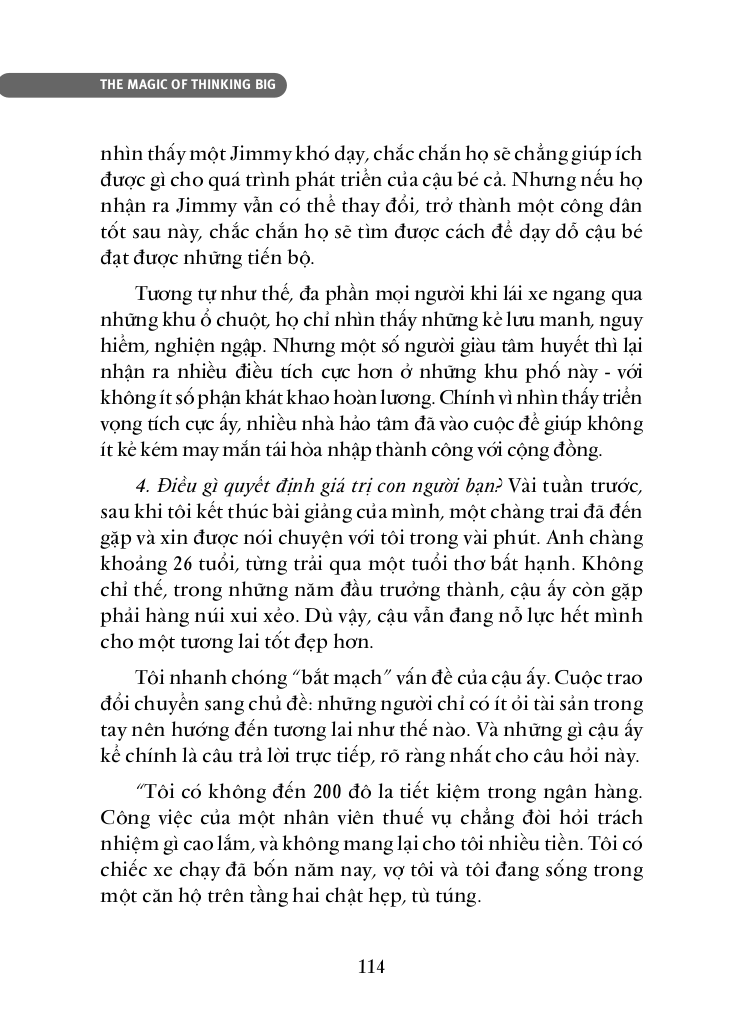 THE MAGIC OF THINKING BIG
nhìn thấy một Jimmy khó dạy, chắc chắn họ sẽ chẳng giúp ích
được gì cho quá trình phát triển của cậu bé cả. Nhưng nếu họ
nhận ra Jimmy vẫn có thể thay đổi, trở thành một công dân
tốt sau này, chắc chắn họ sẽ tìm được cách để dạy dỗ cậu bé
đạt được những tiến bộ.
Tương tự như thế, đa phần mọi người khi lái xe ngang qua
những khu ổ chuột, họ chỉ nhìn thấy những kẻ lưu manh, nguy
hiểm, nghiện ngập. Nhưng một số người giàu tâm huyết thì lại
nhận ra nhiều điều tích cực hơn ở những khu phố này - với
không ít số phận khát khao hoàn lương. Chính vì nhìn thấy triển
vọng tích cực ấy, nhiều nhà hảo tâm đã vào cuộc để giúp không
ít kẻ kém may mắn tái hòa nhập thành công với cộng đồng.
4. Điều gì quyết định giá trị con người bạn? Vài tuần trước,
sau khi tôi kết thúc bài giảng của mình, một chàng trai đã đến
gặp và xin được nói chuyện với tôi trong vài phút. Anh chàng
khoảng 26 tuổi, từng trải qua một tuổi thơ bất hạnh. Không
chỉ thế, trong những năm đầu trưởng thành, cậu ấy còn gặp
phải hàng núi xui xẻo. Dù vậy, cậu vẫn đang nỗ lực hết mình
cho một tương lai tốt đẹp hơn.
Tôi nhanh chóng “bắt mạch” vấn đề của cậu ấy. Cuộc trao
đổi chuyển sang chủ đề: những người chỉ có ít ỏi tài sản trong
tay nên hướng đến tương lai như thế nào. Và những gì cậu ấy
kể chính là câu trả lời trực tiếp, rõ ràng nhất cho câu hỏi này.
“Tôi có không đến 200 đô la tiết kiệm trong ngân hàng.
Công việc của một nhân viên thuế vụ chẳng đòi hỏi trách
nhiệm gì cao lắm, và không mang lại cho tôi nhiều tiền. Tôi có
chiếc xe chạy đã bốn năm nay, vợ tôi và tôi đang sống trong
một căn hộ trên tầng hai chật hẹp, tù túng.
114